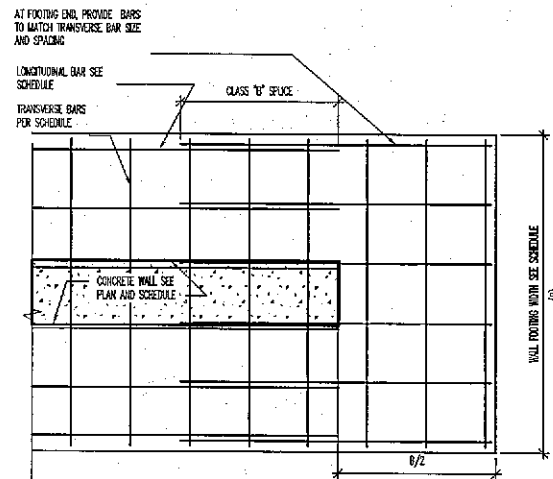 AT FOOTING END, PROVIDE BARS
TO MATCH TRANSVERSE BAR SIZE
AND SPACING
LONGITUDINAL BAR SEE
SCHEDULE
CLASS "B" SPLICE
TRANSVERSE BARS
PER SCHEDULE
CONCRETE WALL SEE
PLAN AND SCHEDULE
WALL FOOTING WIDTH SEE SCHEDULE
(B)
B/2